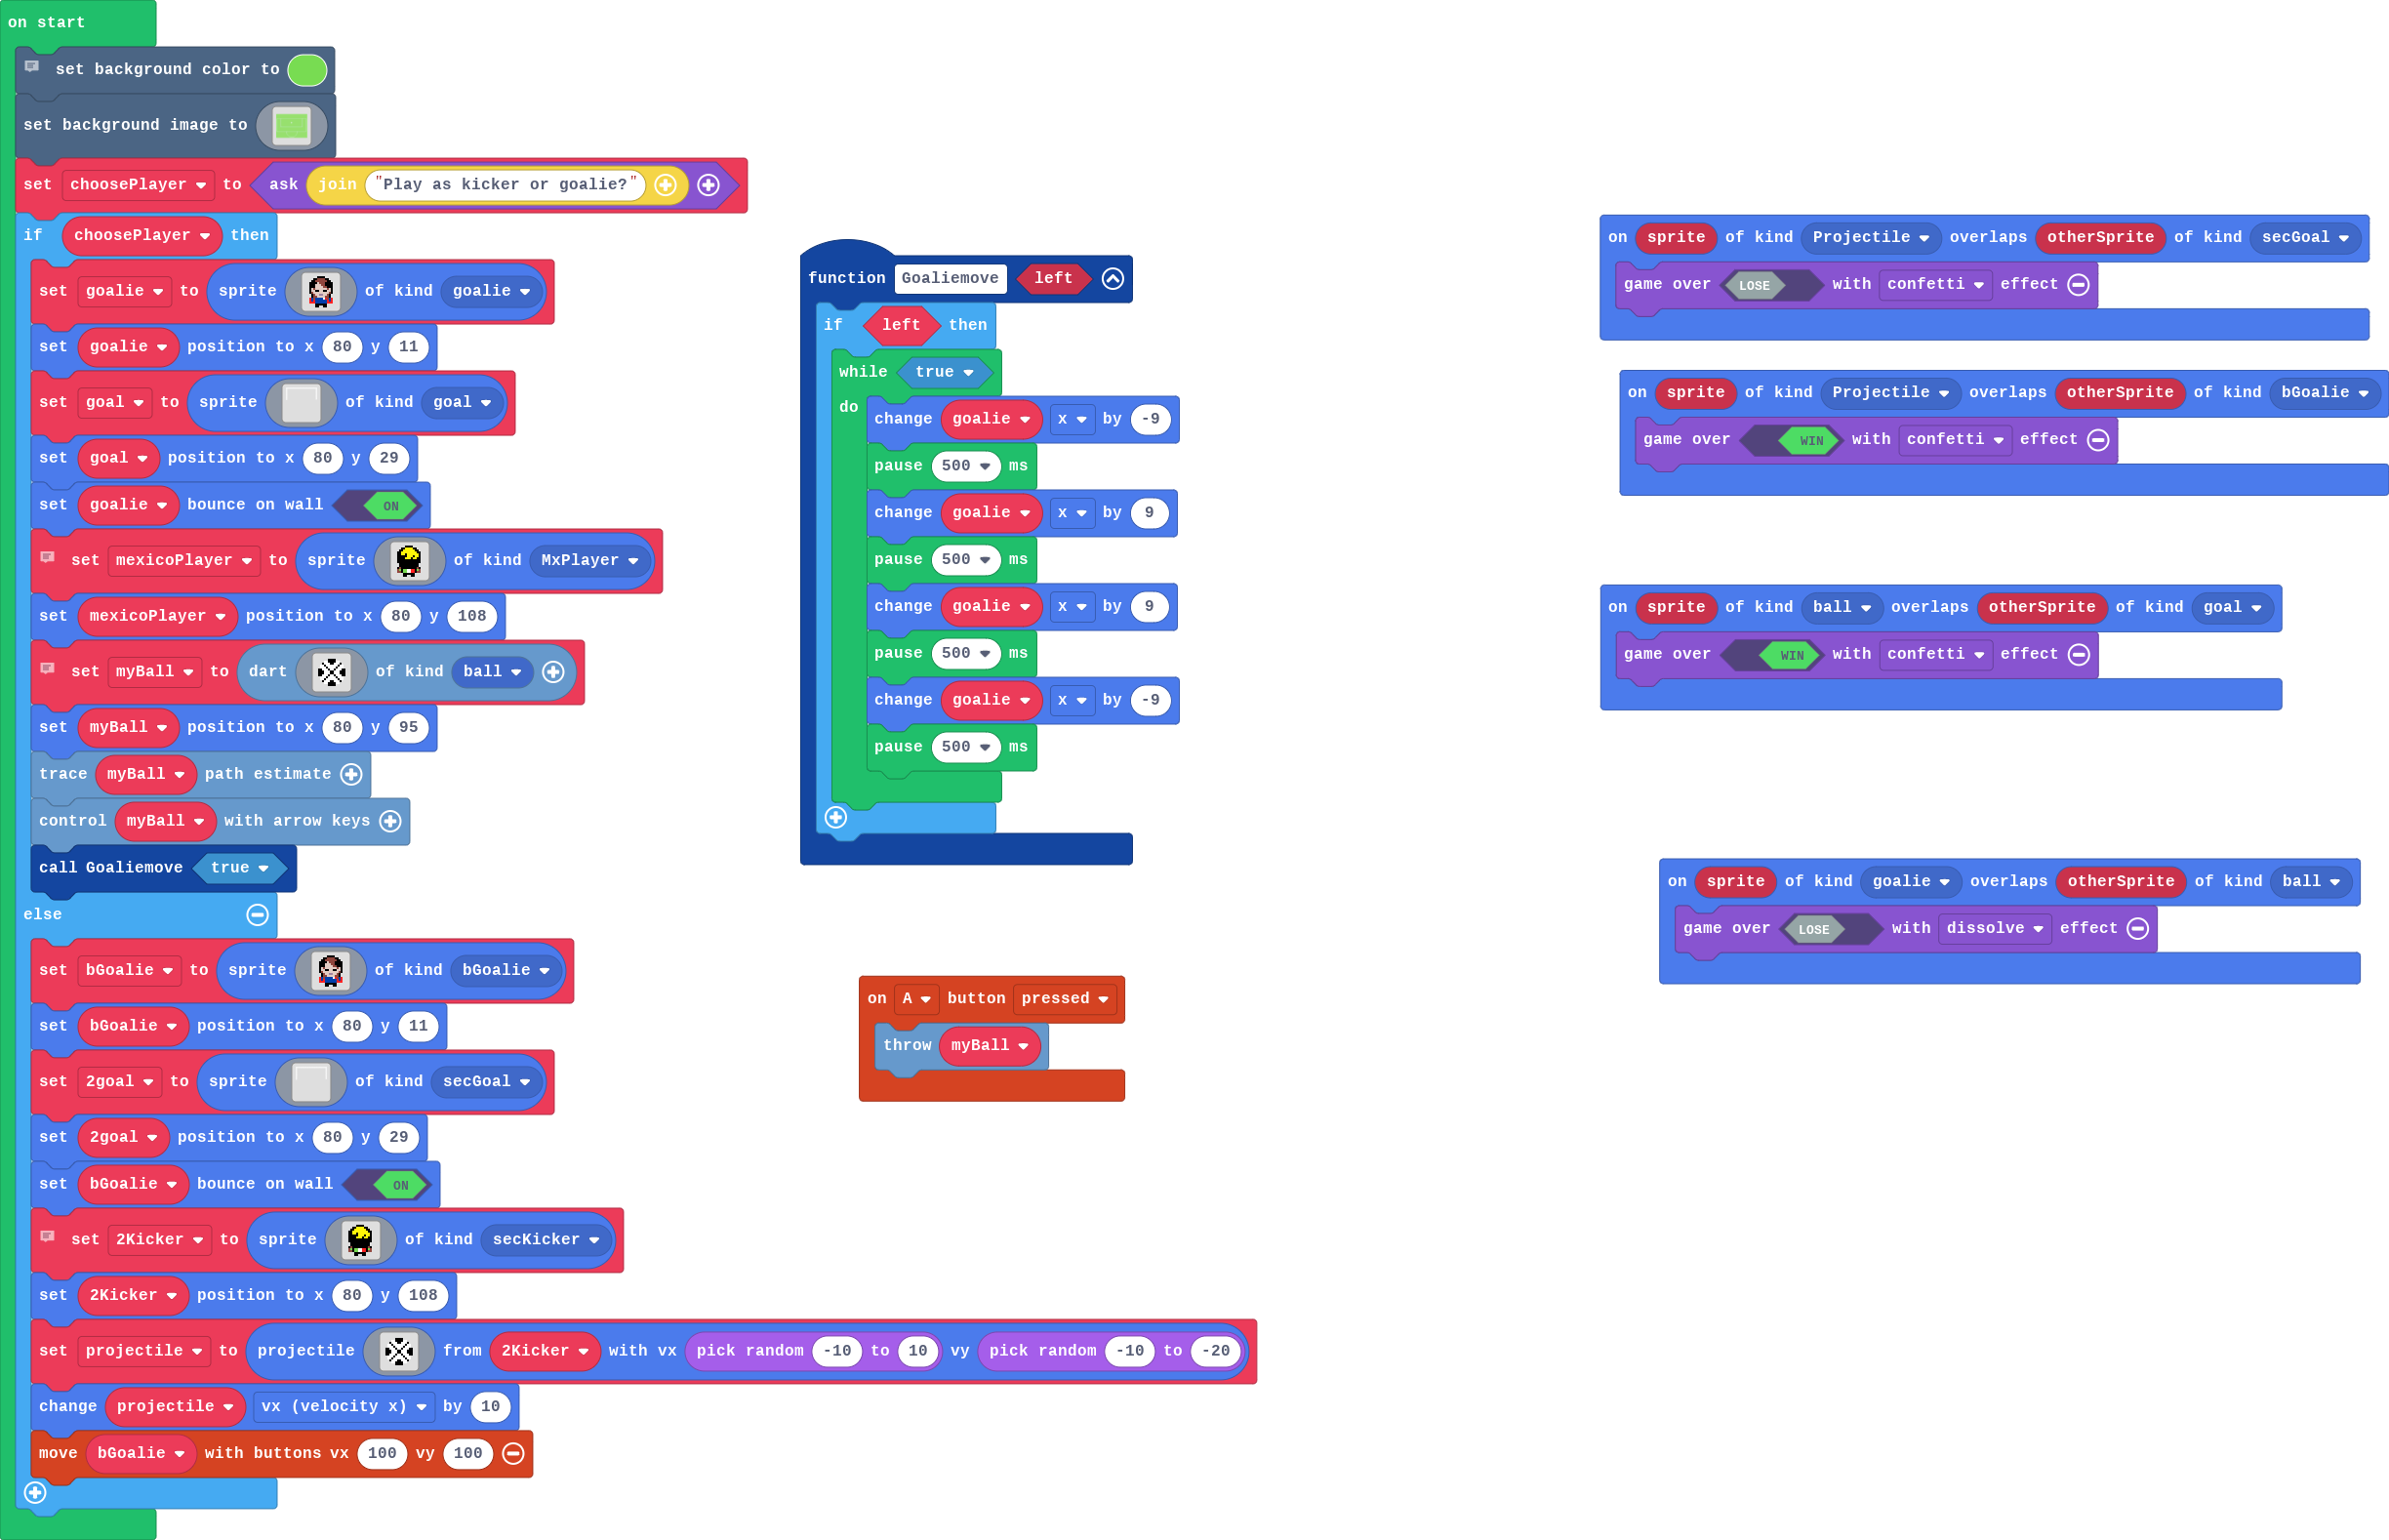 on start
set background color to
set background image to
set choosePlayer to ask join "Play as kicker or goalie?"
if choosePlayer then
set goalie to sprite of kind goalie
set goalie position to x 80 y 11
set goal to sprite of kind goal
set goal position to x 80 y 29
set goalie bounce on wall ON
set mexicoPlayer to sprite of kind MxPlayer
set mexicoPlayer position to x 80 y 108
set myBall to dart of kind ball
set myBall position to x 80 y 95
trace myBall path estimate
control myBall with arrow keys
call Goaliemove true
else
set bGoalie to sprite of kind bGoalie
set bGoalie position to x 80 y 11
set 2goal to sprite of kind secGoal
set 2goal position to x 80 y 29
set bGoalie bounce on wall ON
set 2Kicker to sprite of kind secKicker
set 2Kicker position to x 80 y 108
set projectile to projectile from 2Kicker with vx pick random -10 to 10 vy pick random -10 to -20
change projectile vx (velocity x) by 10
move bGoalie with buttons vx 100 vy 100
function Goaliemove left
if left then
while true
do change goalie x by -9
pause 500 ms
change goalie x by 9
pause 500 ms
change goalie x by 9
pause 500 ms
change goalie x by -9
pause 500 ms
on A button pressed
throw myBall
on sprite of kind Projectile overlaps otherSprite of kind secGoal
game over LOSE with confetti effect
on sprite of kind Projectile overlaps otherSprite of kind bGoalie
game over WIN with confetti effect
on sprite of kind ball overlaps otherSprite of kind goal
game over WIN with confetti effect
on sprite of kind goalie overlaps otherSprite of kind ball
game over LOSE with dissolve effect